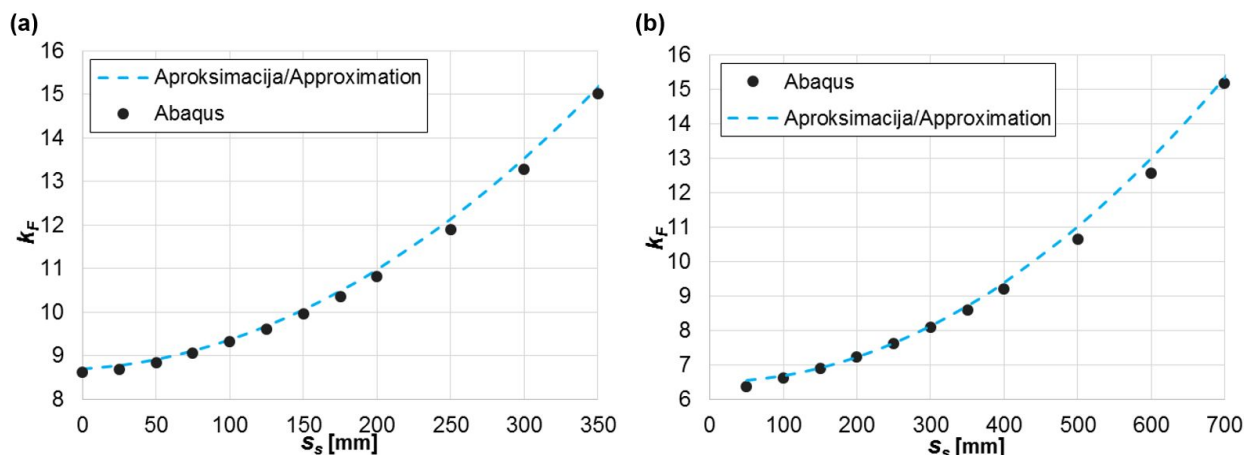 (a)
16
15
14
13
12
11
10
9
8
k_F
Aproksimacija/Approximation
Abaqus
0 50 100 150 200 250 300 350
s_s [mm]
(b)
16
15
14
13
12
11
10
9
8
7
6
k_F
Abaqus
Aproksimacija/Approximation
0 100 200 300 400 500 600 700
s_s [mm]